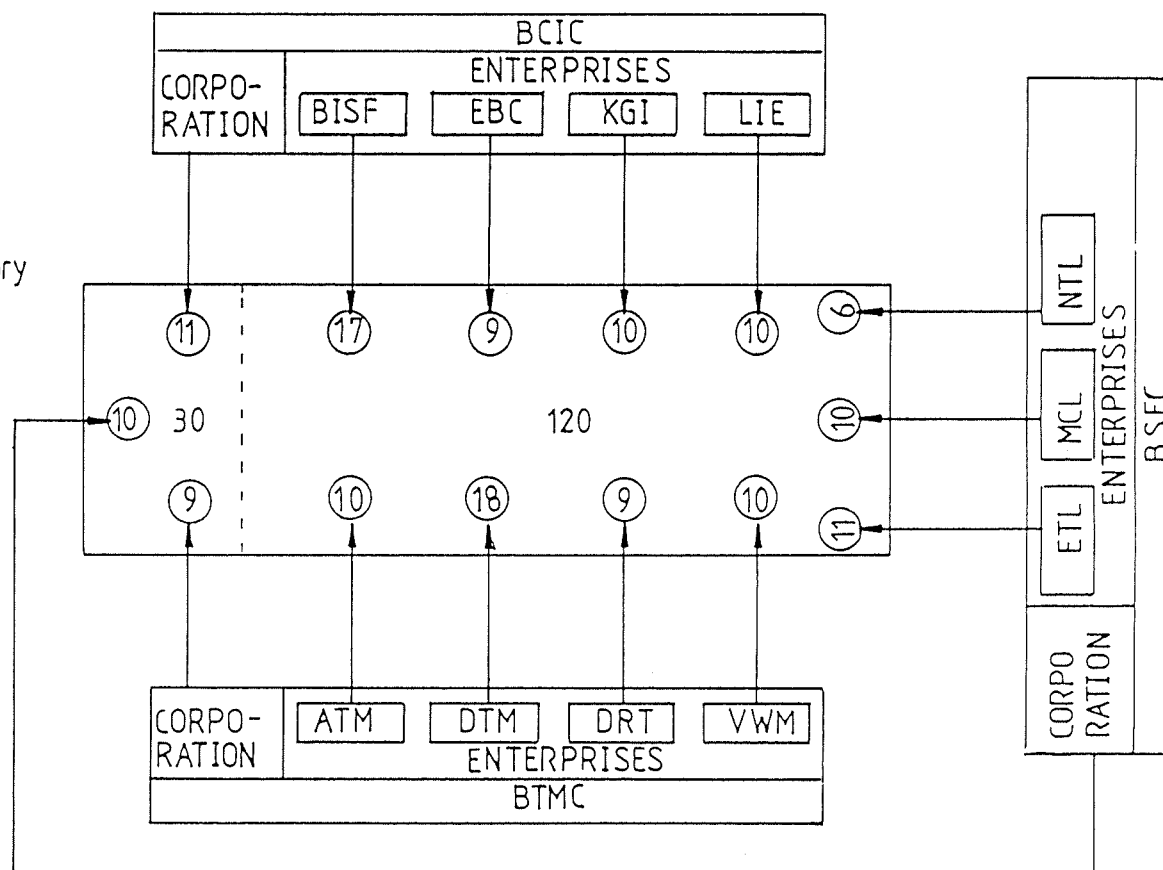 BCIC
CORPO-
RATION
ENTERPRISES
BISF
EBC
KGI
LIE
ry
11
17
9
10
10
6
10
30
120
10
9
10
18
9
10
11
NTL
MCL
ETL
ENTERPRISES
CORPO
RATION
CORPO-
RATION
ATM
DTM
DRT
VWM
ENTERPRISES
BTMC